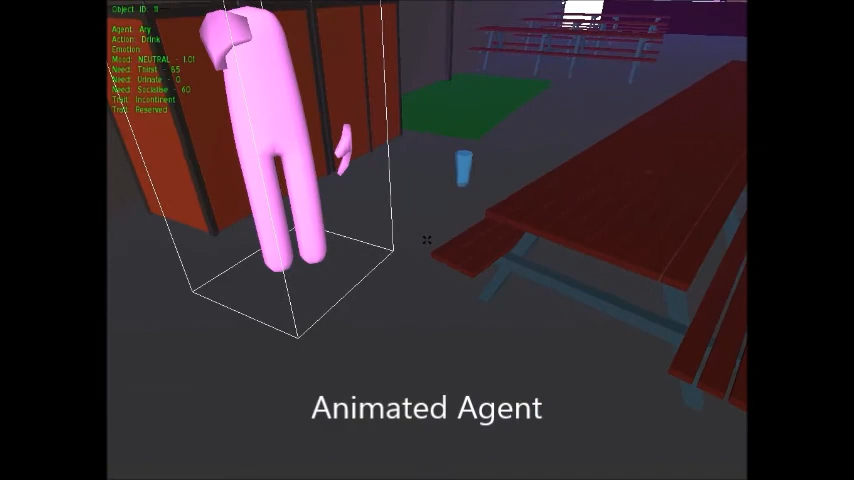 Object ID: 11
Agent: Ary
Action: Drink
Emotion:
Mood: NEUTRAL - 1.01
Need: Thirst - 85
Need: Urinate - 0
Need: Socialise - 60
Trait: Incontinent
Trait: Reserved
Animated Agent